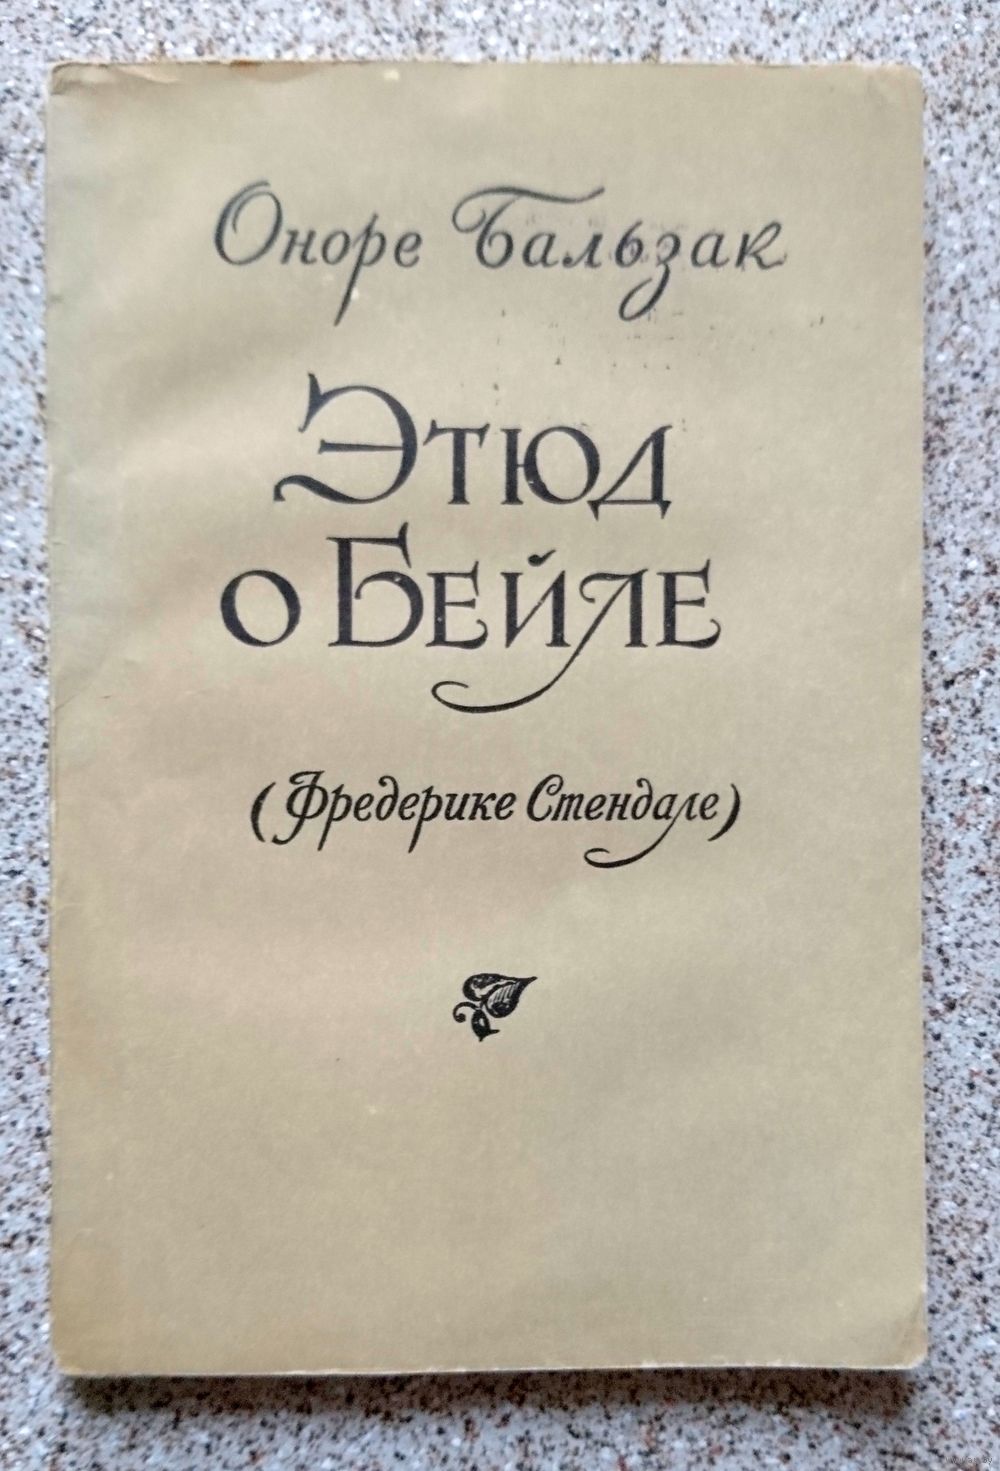 Оноре Бальзак
Этюд
о Бейле
(Фредерике Стендале)